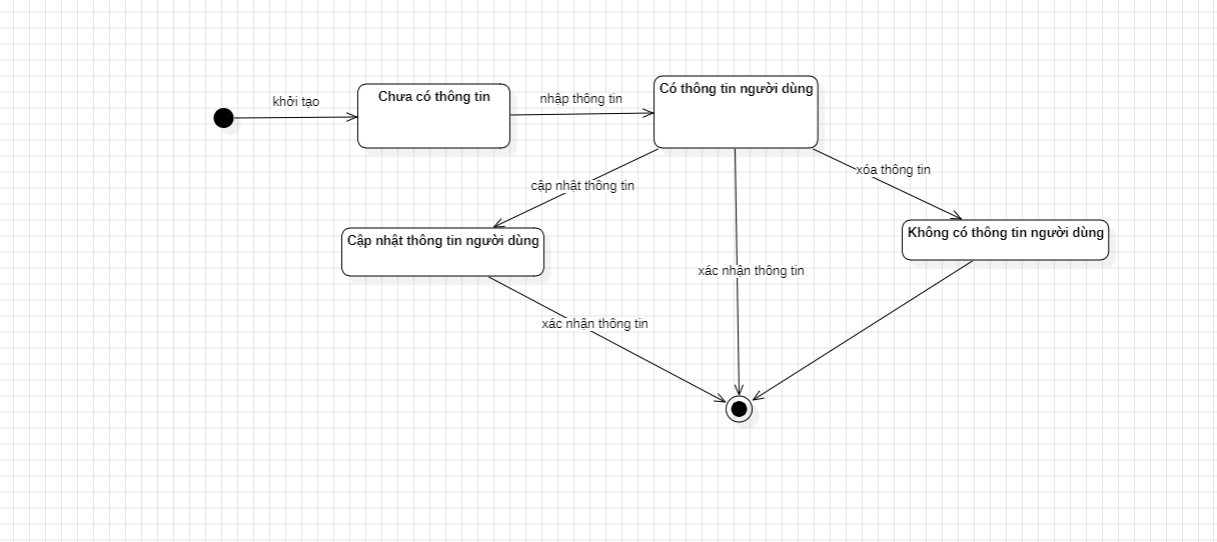 khởi tạo
Chưa có thông tin
nhập thông tin
Có thông tin người dùng
cập nhật thông tin
xóa thông tin
Cập nhật thông tin người dùng
Không có thông tin người dùng
xác nhận thông tin
xác nhận thông tin